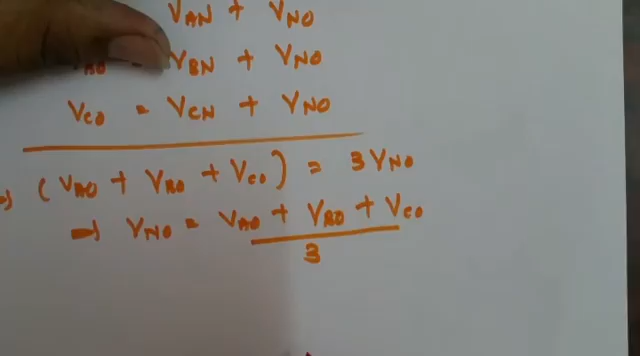 VAN + VNO
= VBN + VNO
VCO = VCN + VNO
⇒ (VAO + VBO + VCO) = 3VNO
⇒ VNO = VAO + VBO + VCO
3